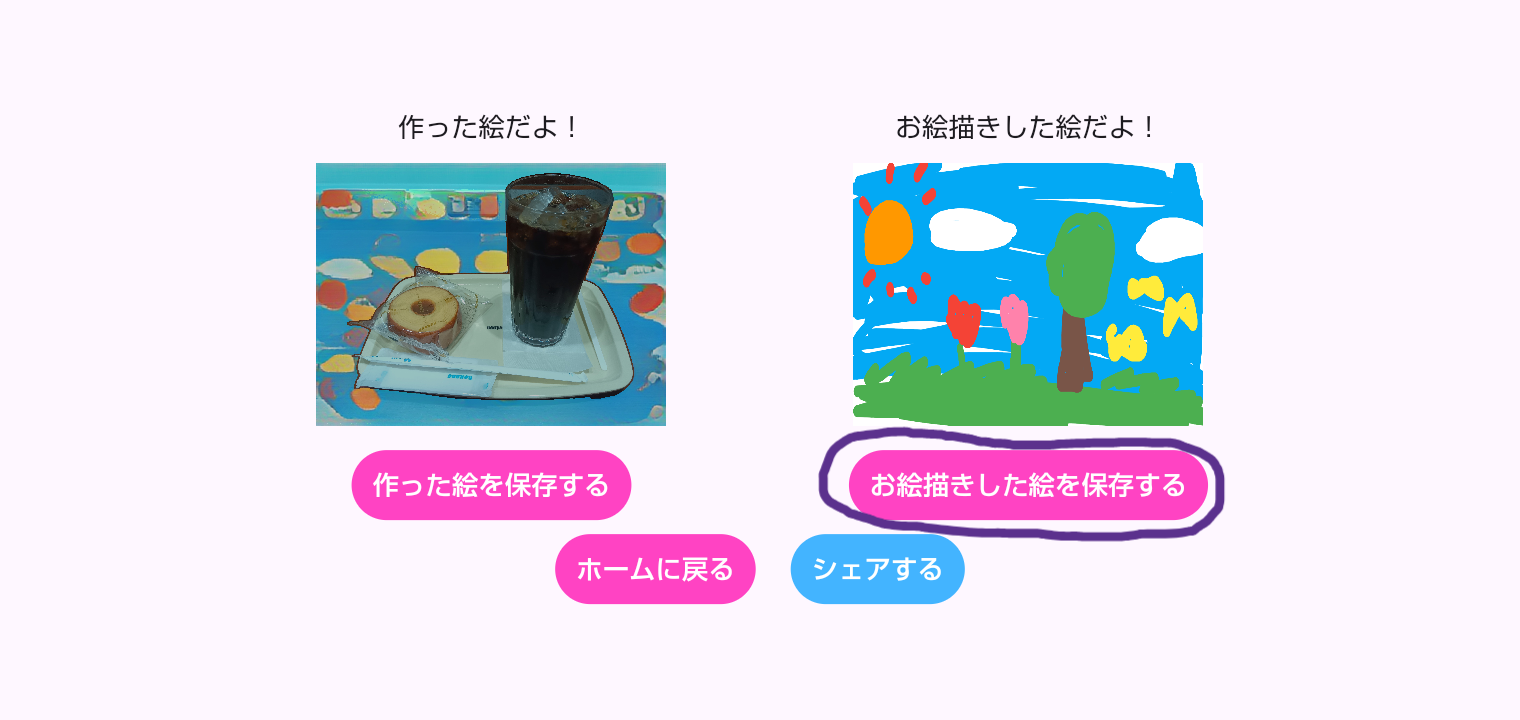 作った絵だよ！
お絵描きした絵だよ！
作った絵を保存する
お絵描きした絵を保存する
ホームに戻る
シェアする